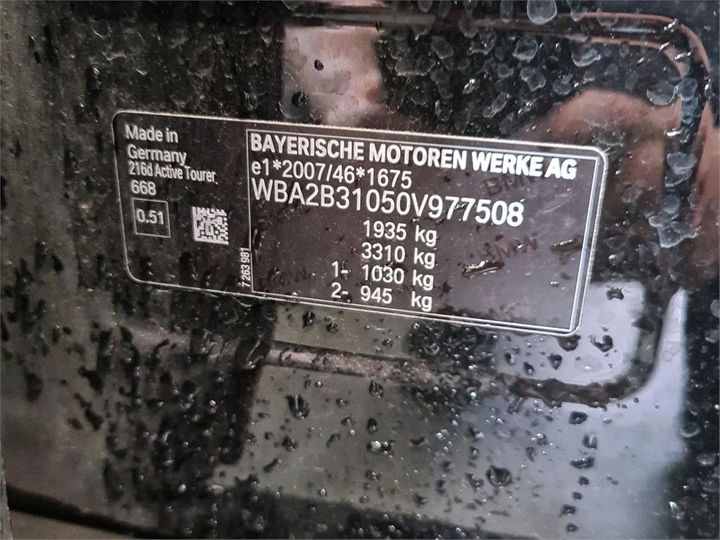 Made in
Germany
216d Active Tourer
668
0.51
7 263 981
BAYERISCHE MOTOREN WERKE AG
e1*2007/46*1675
WBA2B31050V977508
1935 kg
3310 kg
1- 1030 kg
2- 945 kg